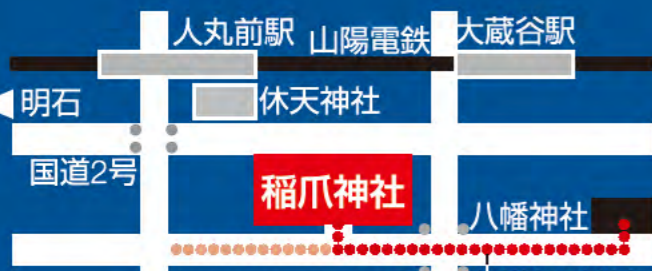 人丸前駅
山陽電鉄
大蔵谷駅
明石
休天神社
国道2号
稲爪神社
八幡神社